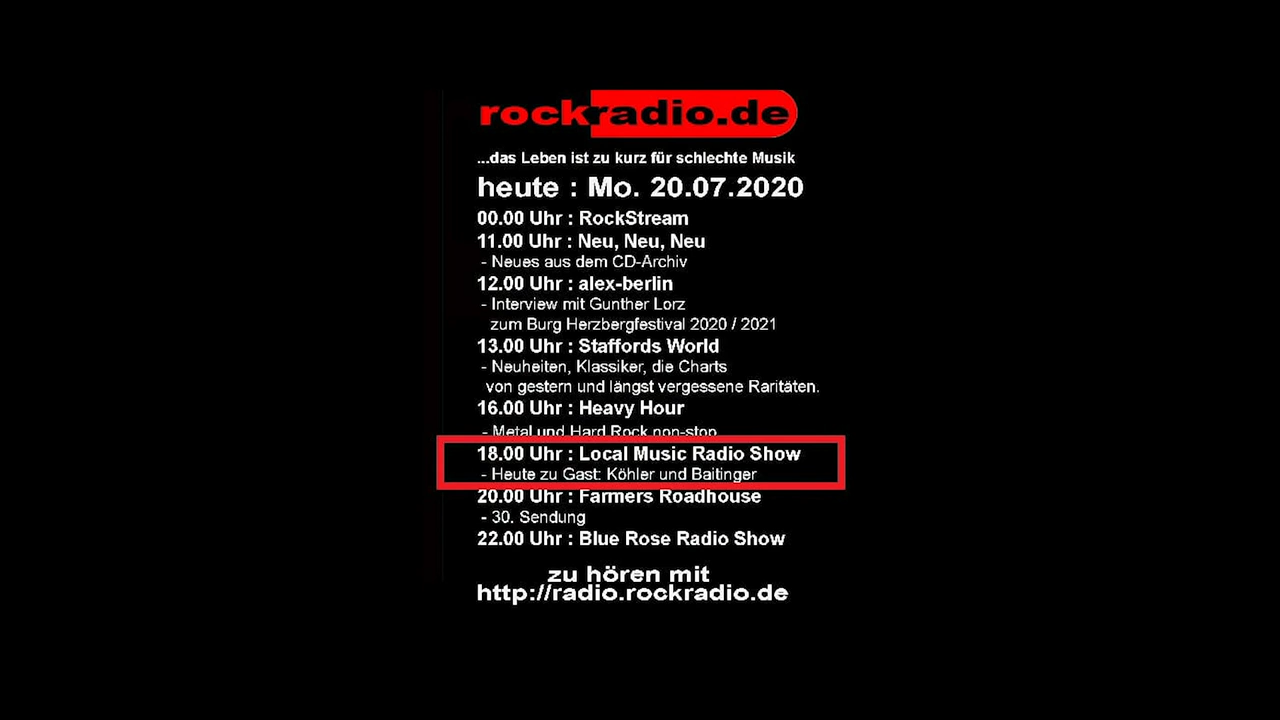 rockradio.de
...das Leben ist zu kurz für schlechte Musik
heute : Mo. 20.07.2020
00.00 Uhr : RockStream
11.00 Uhr : Neu, Neu, Neu
- Neues aus dem CD-Archiv
12.00 Uhr : alex-berlin
- Interview mit Gunther Lorz
zum Burg Herzbergfestival 2020 / 2021
13.00 Uhr : Staffords World
- Neuheiten, Klassiker, die Charts
von gestern und längst vergessene Raritäten.
16.00 Uhr : Heavy Hour
- Metal und Hard Rock non-stop
18.00 Uhr : Local Music Radio Show
- Heute zu Gast: Köhler und Baitinger
20.00 Uhr : Farmers Roadhouse
- 30. Sendung
22.00 Uhr : Blue Rose Radio Show
zu hören mit
http://radio.rockradio.de